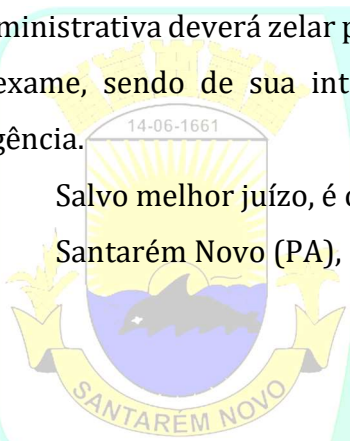 ministrativa deverá zelar p
exame, sendo de sua int
14-06-1661
gência.
Salvo melhor juízo, é o
Santarém Novo (PA),
SANTARÉM NOVO